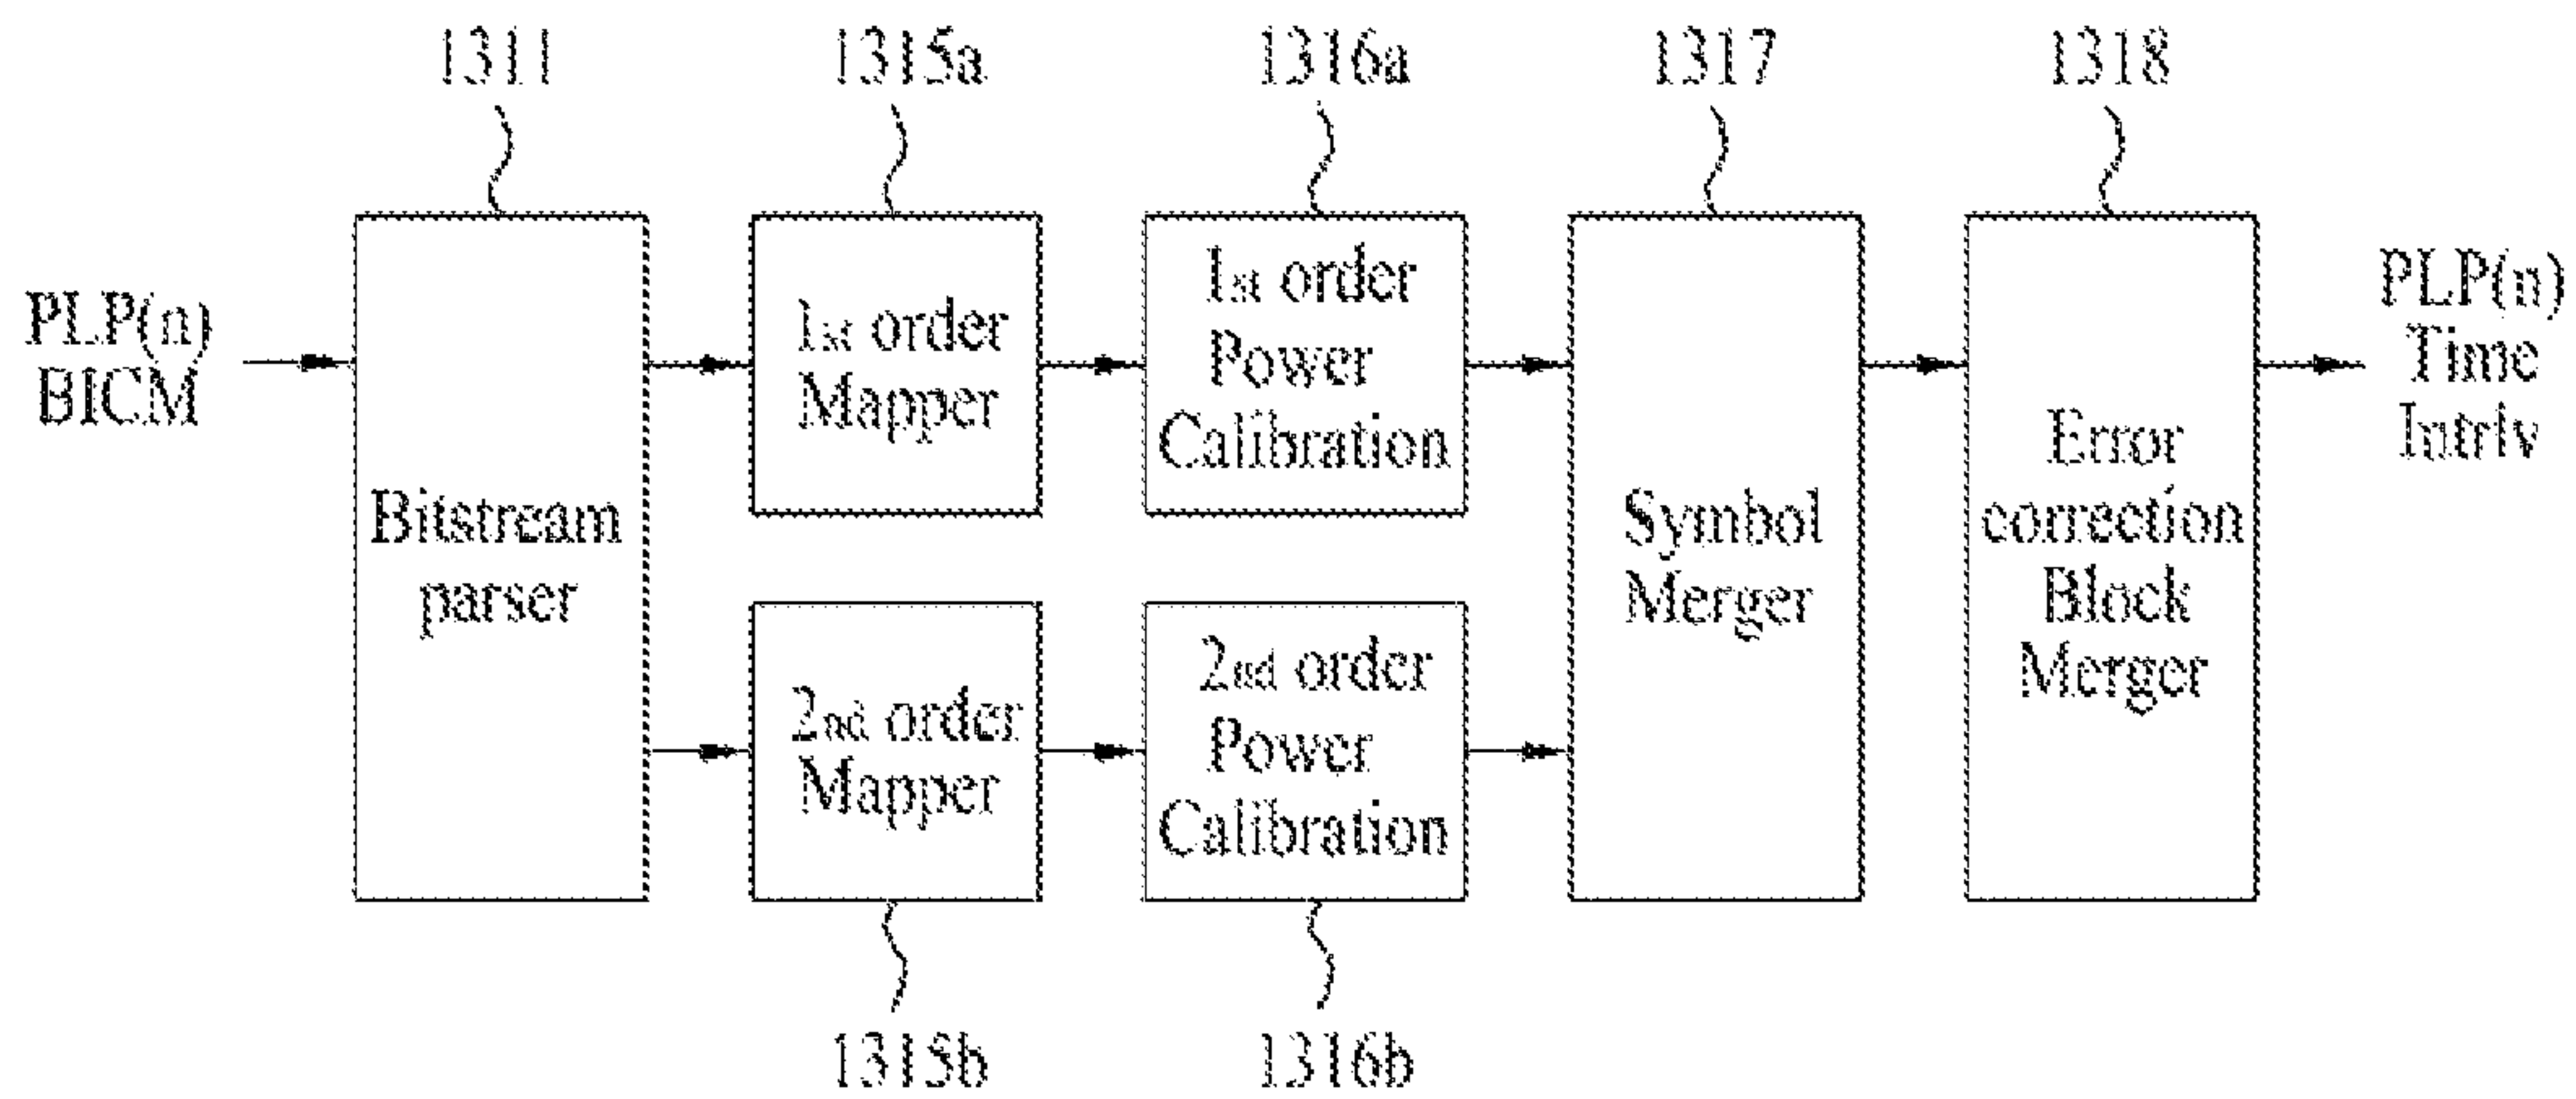 1311
1315a
1316a
1317
1318
PLP(n)
BICM
Bitstream
parser
1st order
Mapper
1st order
Power
Calibration
2nd order
Mapper
2nd order
Power
Calibration
Symbol
Merger
Error
correction
Block
Merger
PLP(n)
Time
Intrlv
1315b
1316b